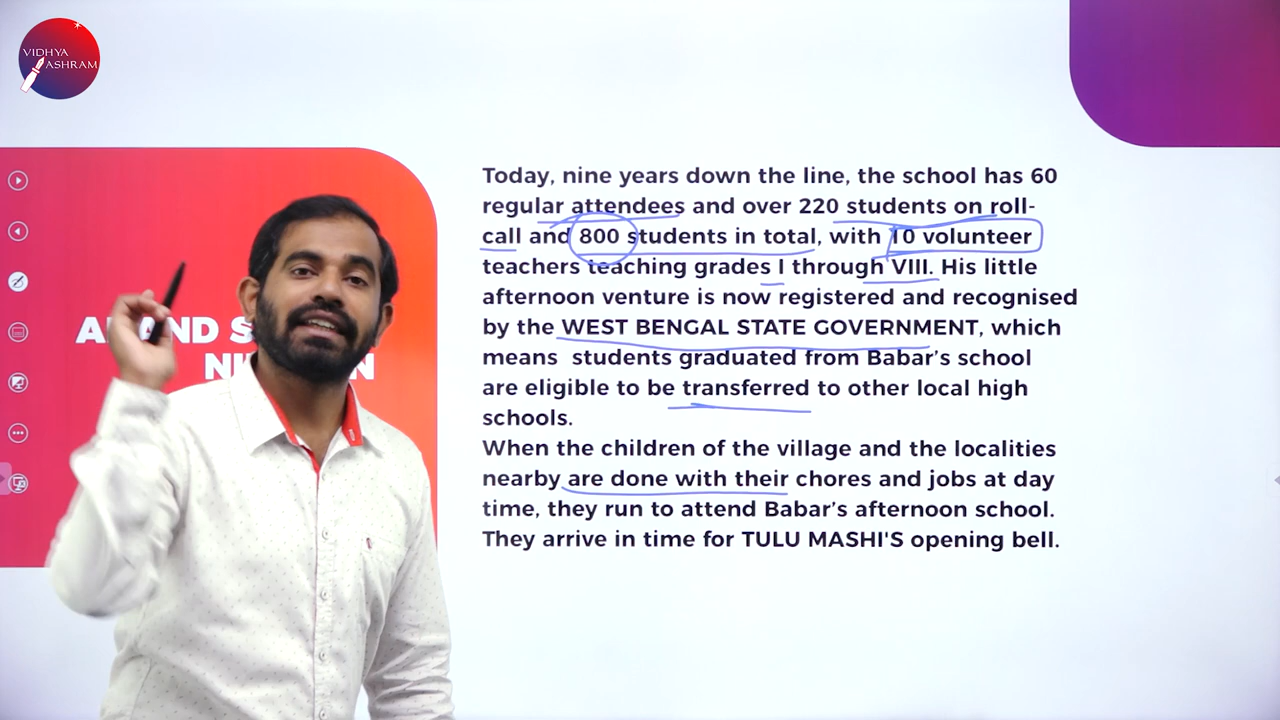 VIDHYA
ASHRAM
Today, nine years down the line, the school has 60
regular attendees and over 220 students on roll-
call and 800 students in total, with 10 volunteer
teachers teaching grades I through VIII. His little
afternoon venture is now registered and recognised
by the WEST BENGAL STATE GOVERNMENT, which
means students graduated from Babar's school
are eligible to be transferred to other local high
schools.
When the children of the village and the localities
nearby are done with their chores and jobs at day
time, they run to attend Babar's afternoon school.
They arrive in time for TULU MASHI'S opening bell.